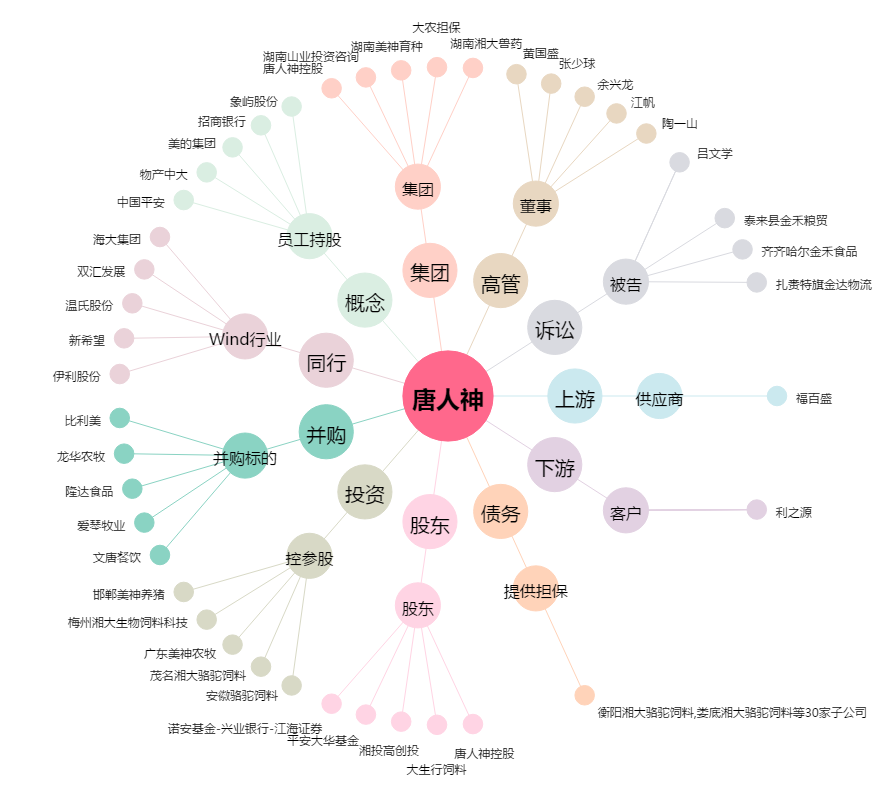 大农担保
湖南美神育种
湖南湘大兽药
湖南山业投资咨询
唐人神控股
黄国盛
张少球
余兴龙
江帆
陶一山
象屿股份
招商银行
美的集团
物产中大
中国平安
吕文学
泰来县金禾粮贸
齐齐哈尔金禾食品
扎赉特旗金达物流
集团
董事
员工持股
被告
集团
高管
概念
诉讼
海大集团
双汇发展
温氏股份
新希望
伊利股份
Wind行业
同行
唐人神
上游
供应商
福百盛
比利美
龙华农牧
隆达食品
爱琴牧业
文唐餐饮
并购标的
并购
下游
客户
利之源
投资
股东
债务
控参股
股东
提供担保
邯郸美神养猪
梅州湘大生物饲料科技
广东美神农牧
茂名湘大骆驼饲料
安徽骆驼饲料
诺安基金-兴业银行-江海证券
平安大华基金
湘投高创投
大生行饲料
唐人神控股
衡阳湘大骆驼饲料,娄底湘大骆驼饲料等30家子公司